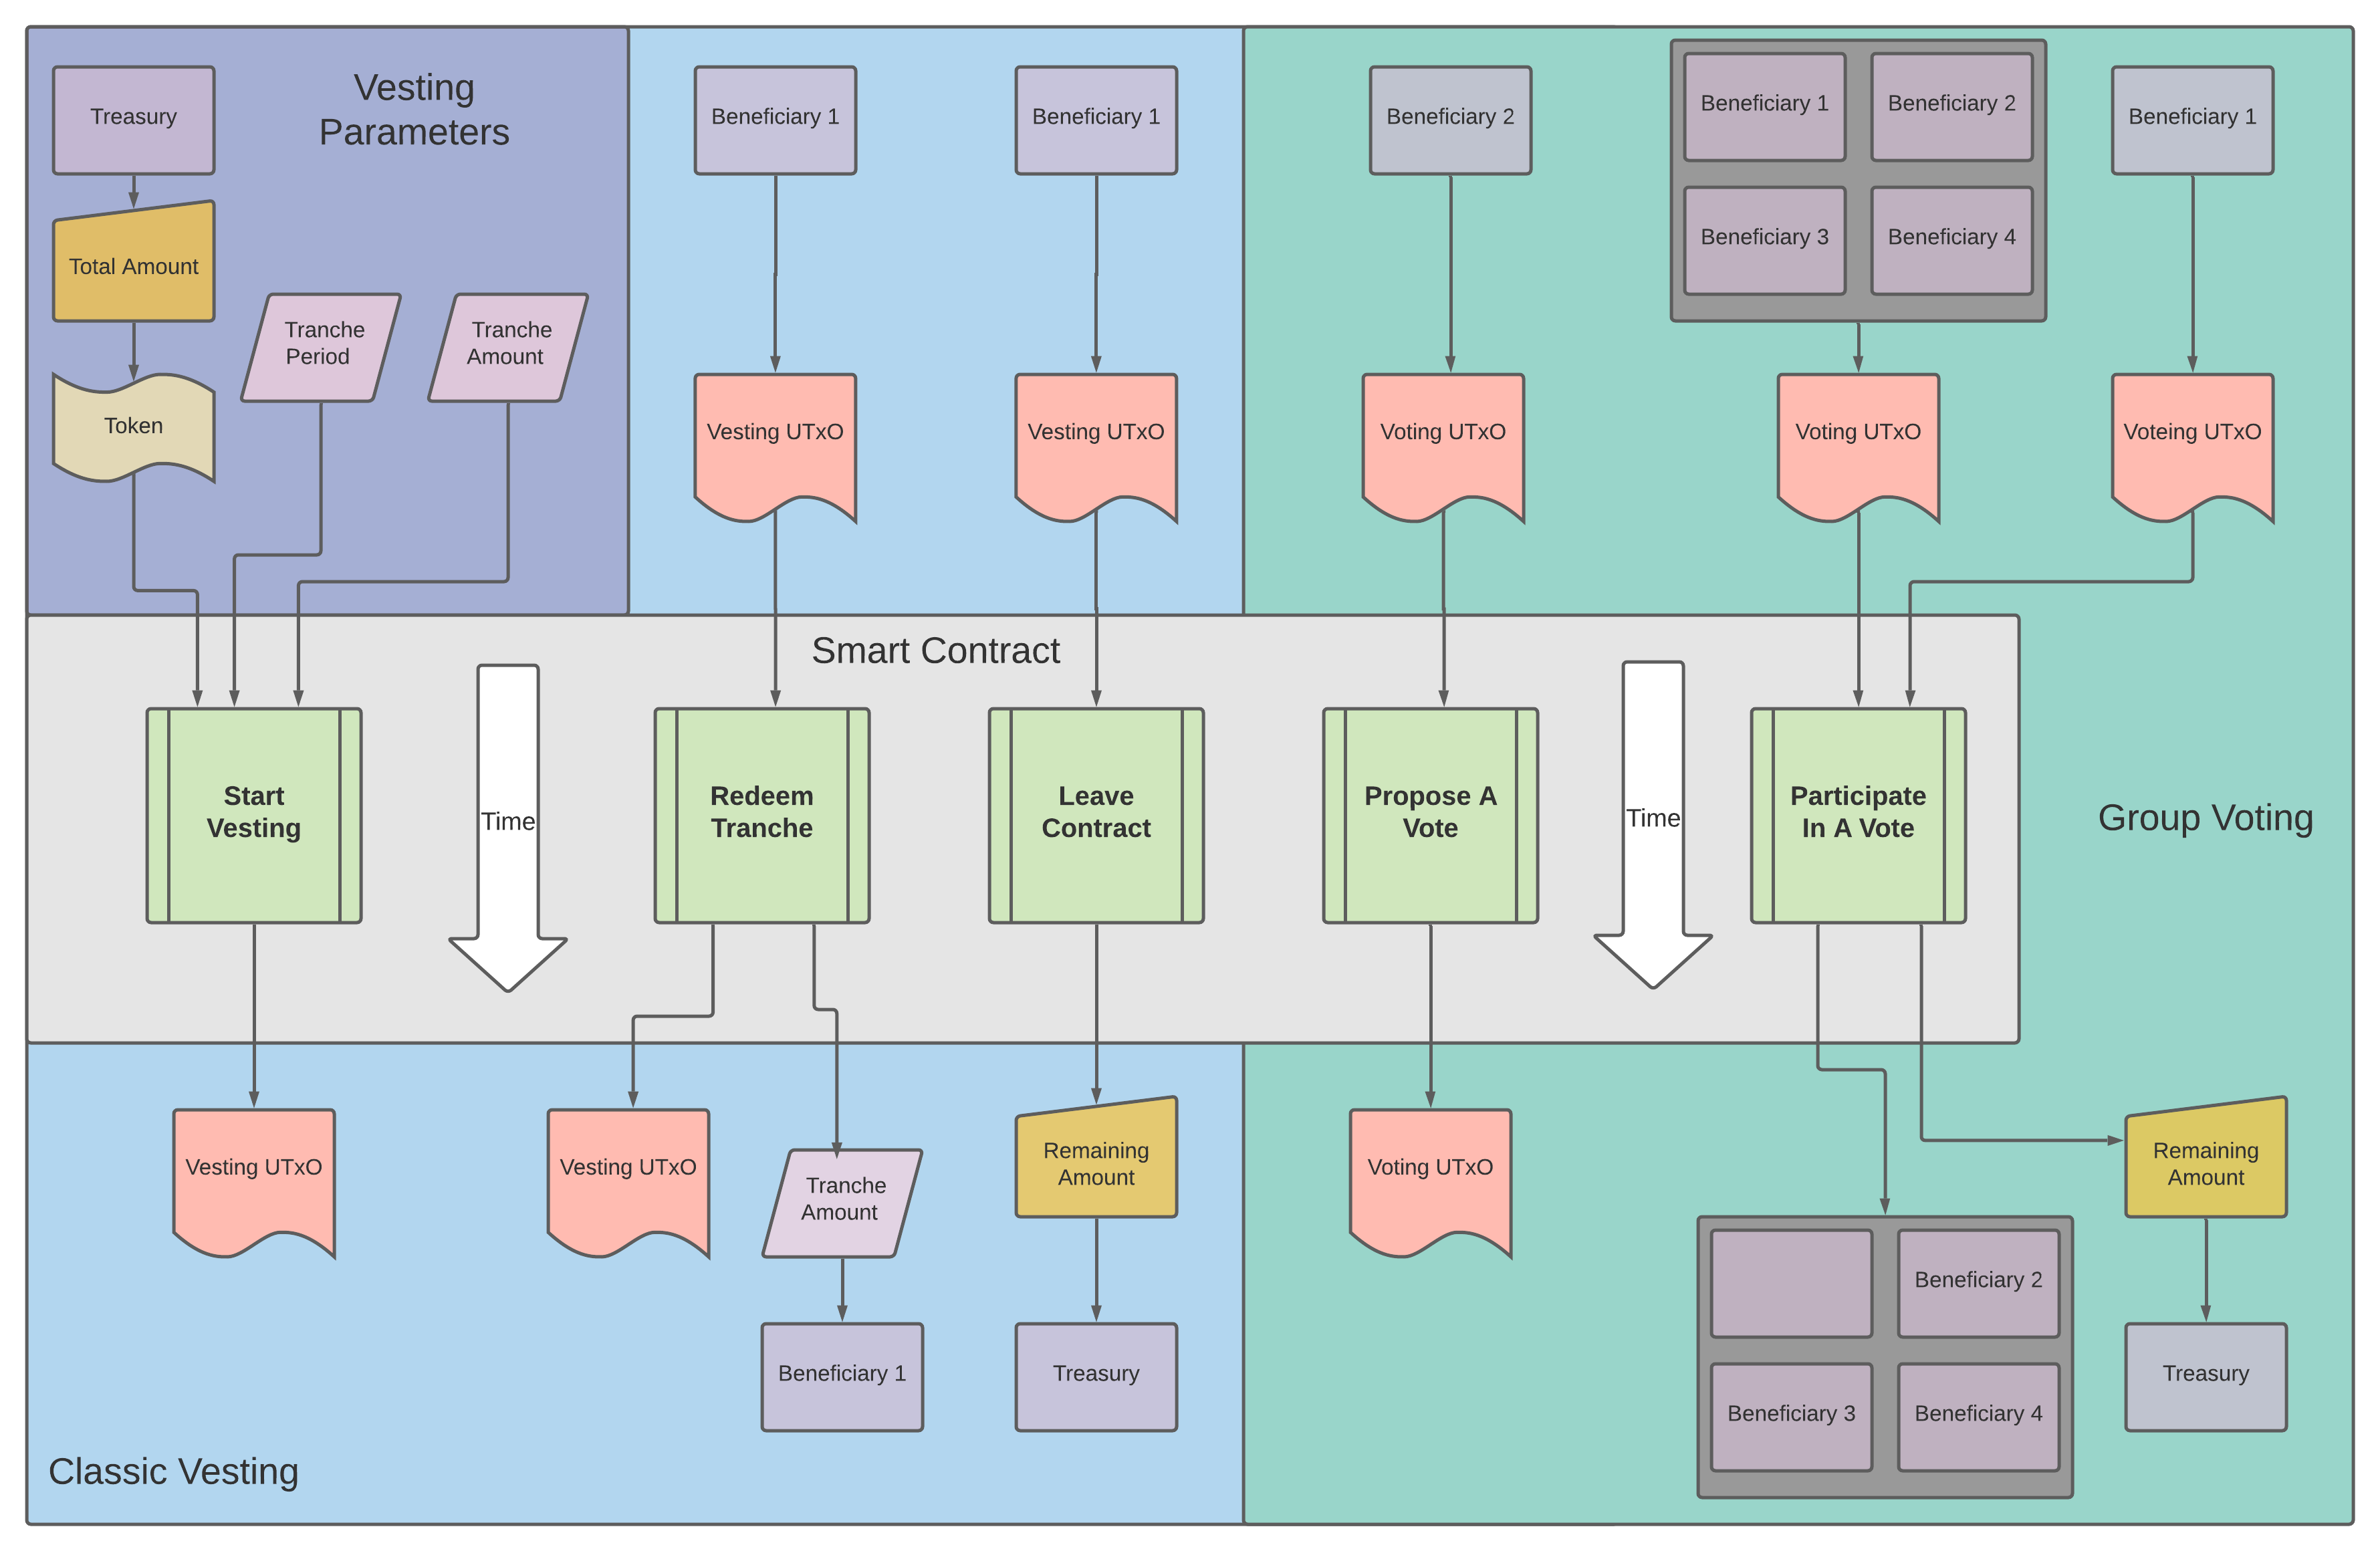 Treasury
Vesting
Parameters
Total Amount
Tranche
Period
Tranche
Amount
Token
Beneficiary 1
Beneficiary 1
Vesting UTxO
Vesting UTxO
Beneficiary 2
Beneficiary 1
Beneficiary 2
Beneficiary 3
Beneficiary 4
Beneficiary 1
Voting UTxO
Voting UTxO
Voteing UTxO
Smart Contract
Start
Vesting
Time
Redeem
Tranche
Leave
Contract
Propose A
Vote
Time
Participate
In A Vote
Group Voting
Vesting UTxO
Vesting UTxO
Tranche
Amount
Remaining
Amount
Beneficiary 1
Treasury
Classic Vesting
Voting UTxO
Beneficiary 2
Beneficiary 3
Beneficiary 4
Remaining
Amount
Treasury